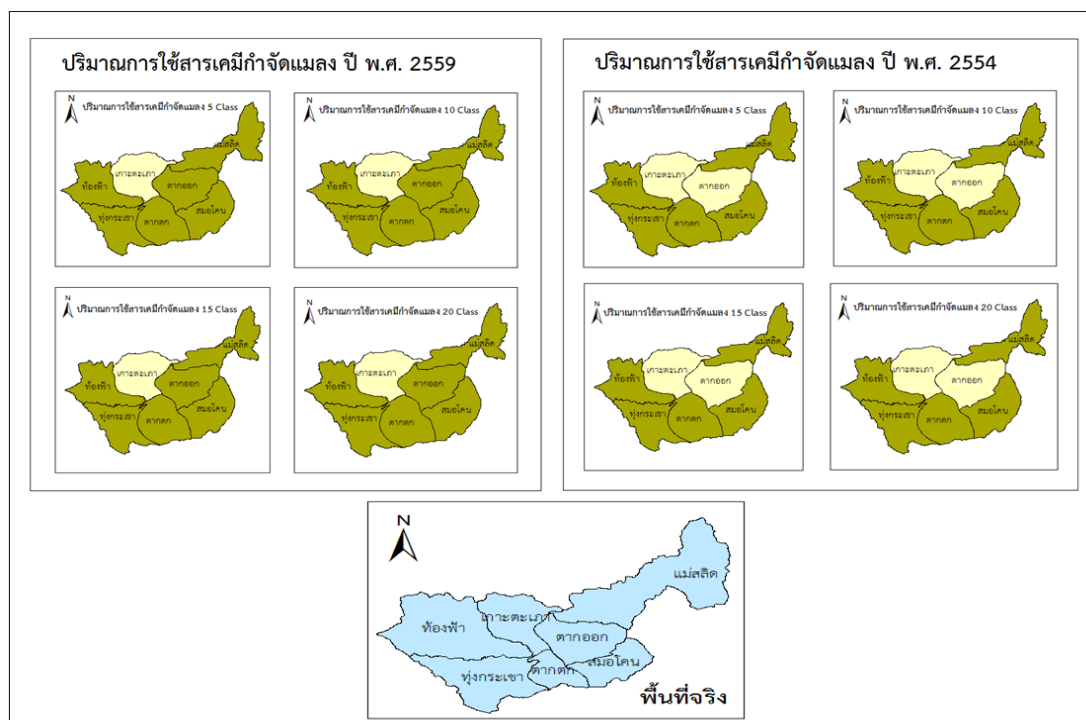 ปริมาณการใช้สารเคมีกำจัดแมลง ปี พ.ศ. 2559
N
ปริมาณการใช้สารเคมีกำจัดแมลง 5 Class
แม่สลิด
เกาะตะเภา
ท้องฟ้า
ตากออก
ทุ่งกระเชา
ตากตก
สมอโคน
N
ปริมาณการใช้สารเคมีกำจัดแมลง 10 Class
แม่สลิด
เกาะตะเภา
ท้องฟ้า
ตากออก
ทุ่งกระเชา
ตากตก
สมอโคน
N
ปริมาณการใช้สารเคมีกำจัดแมลง 15 Class
แม่สลิด
เกาะตะเภา
ท้องฟ้า
ตากออก
ทุ่งกระเชา
ตากตก
สมอโคน
N
ปริมาณการใช้สารเคมีกำจัดแมลง 20 Class
แม่สลิด
เกาะตะเภา
ท้องฟ้า
ตากออก
ทุ่งกระเชา
ตากตก
สมอโคน
ปริมาณการใช้สารเคมีกำจัดแมลง ปี พ.ศ. 2554
N
ปริมาณการใช้สารเคมีกำจัดแมลง 5 Class
แม่สลิด
เกาะตะเภา
ท้องฟ้า
ตากออก
ทุ่งกระเชา
ตากตก
สมอโคน
N
ปริมาณการใช้สารเคมีกำจัดแมลง 10 Class
แม่สลิด
เกาะตะเภา
ท้องฟ้า
ตากออก
ทุ่งกระเชา
ตากตก
สมอโคน
N
ปริมาณการใช้สารเคมีกำจัดแมลง 15 Class
แม่สลิด
เกาะตะเภา
ท้องฟ้า
ตากออก
ทุ่งกระเชา
ตากตก
สมอโคน
N
ปริมาณการใช้สารเคมีกำจัดแมลง 20 Class
แม่สลิด
เกาะตะเภา
ท้องฟ้า
ตากออก
ทุ่งกระเชา
ตากตก
สมอโคน
N
แม่สลิด
เกาะตะเภา
ท้องฟ้า
ตากออก
สมอโคน
ทุ่งกระเชา
ตากตก
พื้นที่จริง